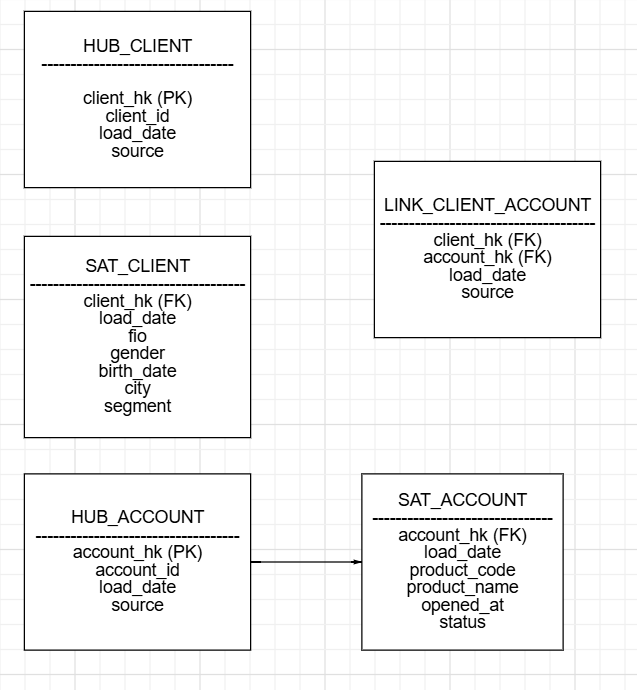 HUB_CLIENT
---------------------------------
client_hk (PK)
client_id
load_date
source
LINK_CLIENT_ACCOUNT
-------------------------------------
client_hk (FK)
account_hk (FK)
load_date
source
SAT_CLIENT
-------------------------------------
client_hk (FK)
load_date
fio
gender
birth_date
city
segment
HUB_ACCOUNT
-----------------------------------
account_hk (PK)
account_id
load_date
source
SAT_ACCOUNT
-------------------------------
account_hk (FK)
load_date
product_code
product_name
opened_at
status